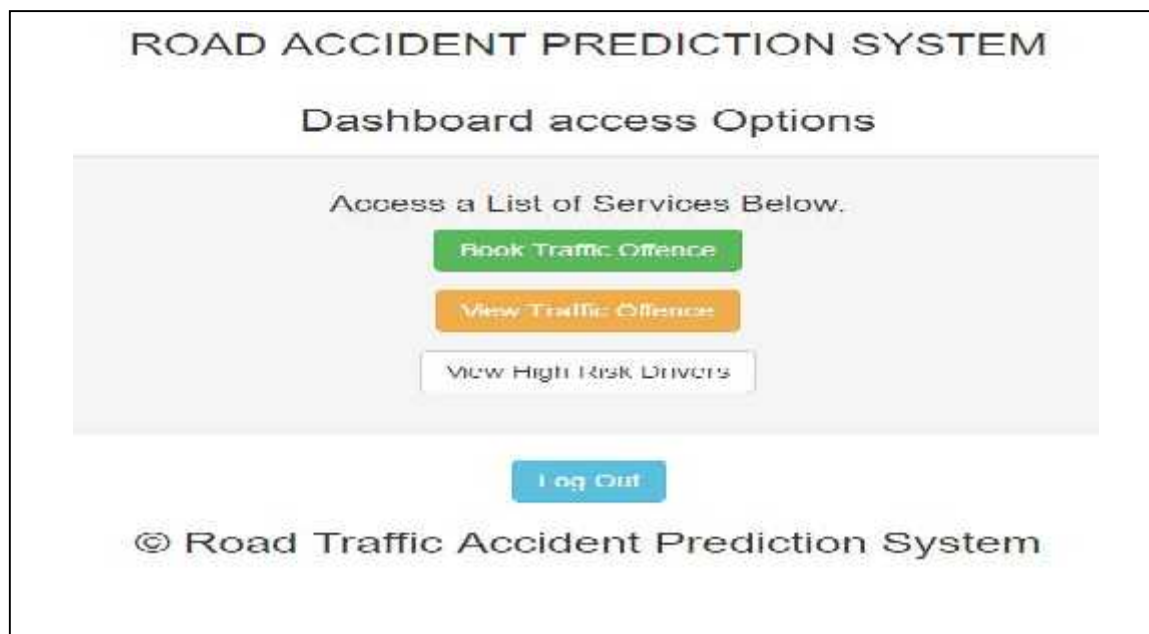 ROAD ACCIDENT PREDICTION SYSTEM
Dashboard access Options
Access a List of Services Below.
Book Traffic Offence
View Traffic Offence
View High Risk Drivers
Log Out
© Road Traffic Accident Prediction System